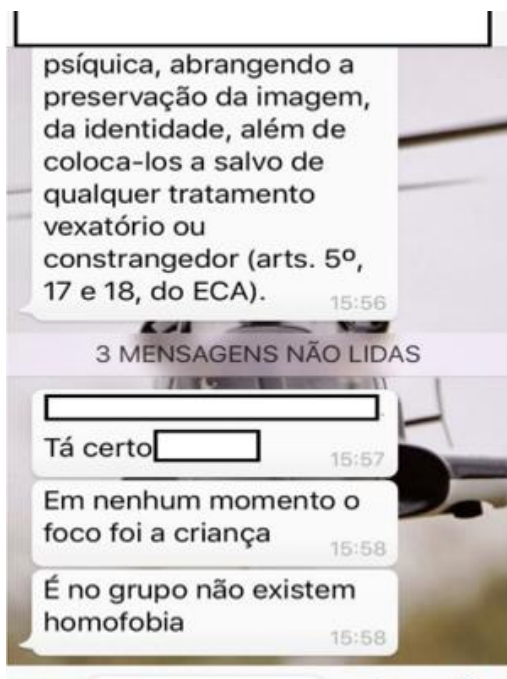 psíquica, abrangendo a
preservação da imagem,
da identidade, além de
coloca-los a salvo de
qualquer tratamento
vexatório ou
constrangedor (arts. 5º,
17 e 18, do ECA).
15:56
3 MENSAGENS NÃO LIDAS
Tá certo
15:57
Em nenhum momento o
foco foi a criança
15:58
É no grupo não existem
homofobia
15:58